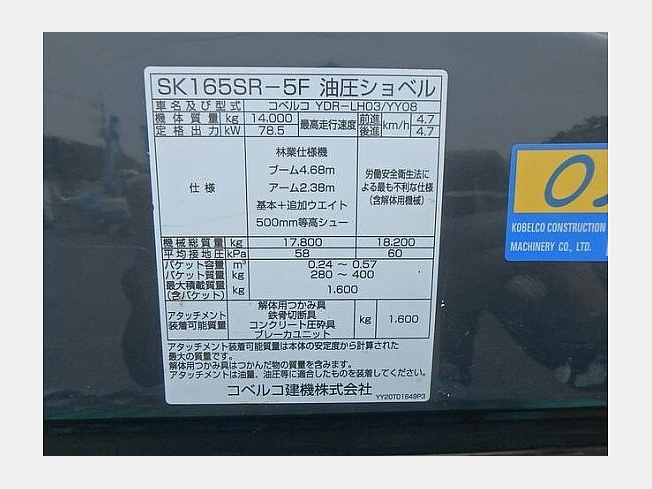 SK165SR-5F 油圧ショベル
車名及び型式 コベルコ YDR-LH03/YY08
機体質量 kg 14.000 最高走行速度 前進 km/h 4.7
定格出力 kW 78.5 後進 4.7
仕様
林業仕様機
ブーム4.68m
アーム2.38m
基本+追加ウエイト
500mm等高シュー
労働安全衛生法に
よる最も不利な仕様
(含解体用機械)
機械総質量 kg 17.800 18.200
平均接地圧 kPa 58 60
バケット容量 m³ 0.24 ~ 0.57
バケット質量 kg 280 ~ 400
最大積載質量
(含バケット) kg 1.600
アタッチメント
装着可能質量
解体用つかみ具
鉄骨切断具
コンクリート圧砕具
ブレーカユニット
kg 1.600
アタッチメント装着可能質量は本体の安定度から計算された
最大の質量です。
解体用つかみ具はつかんだ物の質量を含みます。
アタッチメントは油量、油圧等に適合したものを装着してください。
コベルコ建機株式会社
YY20T01649P3
KOBELCO CONSTRUCTION
MACHINERY CO., LTD.